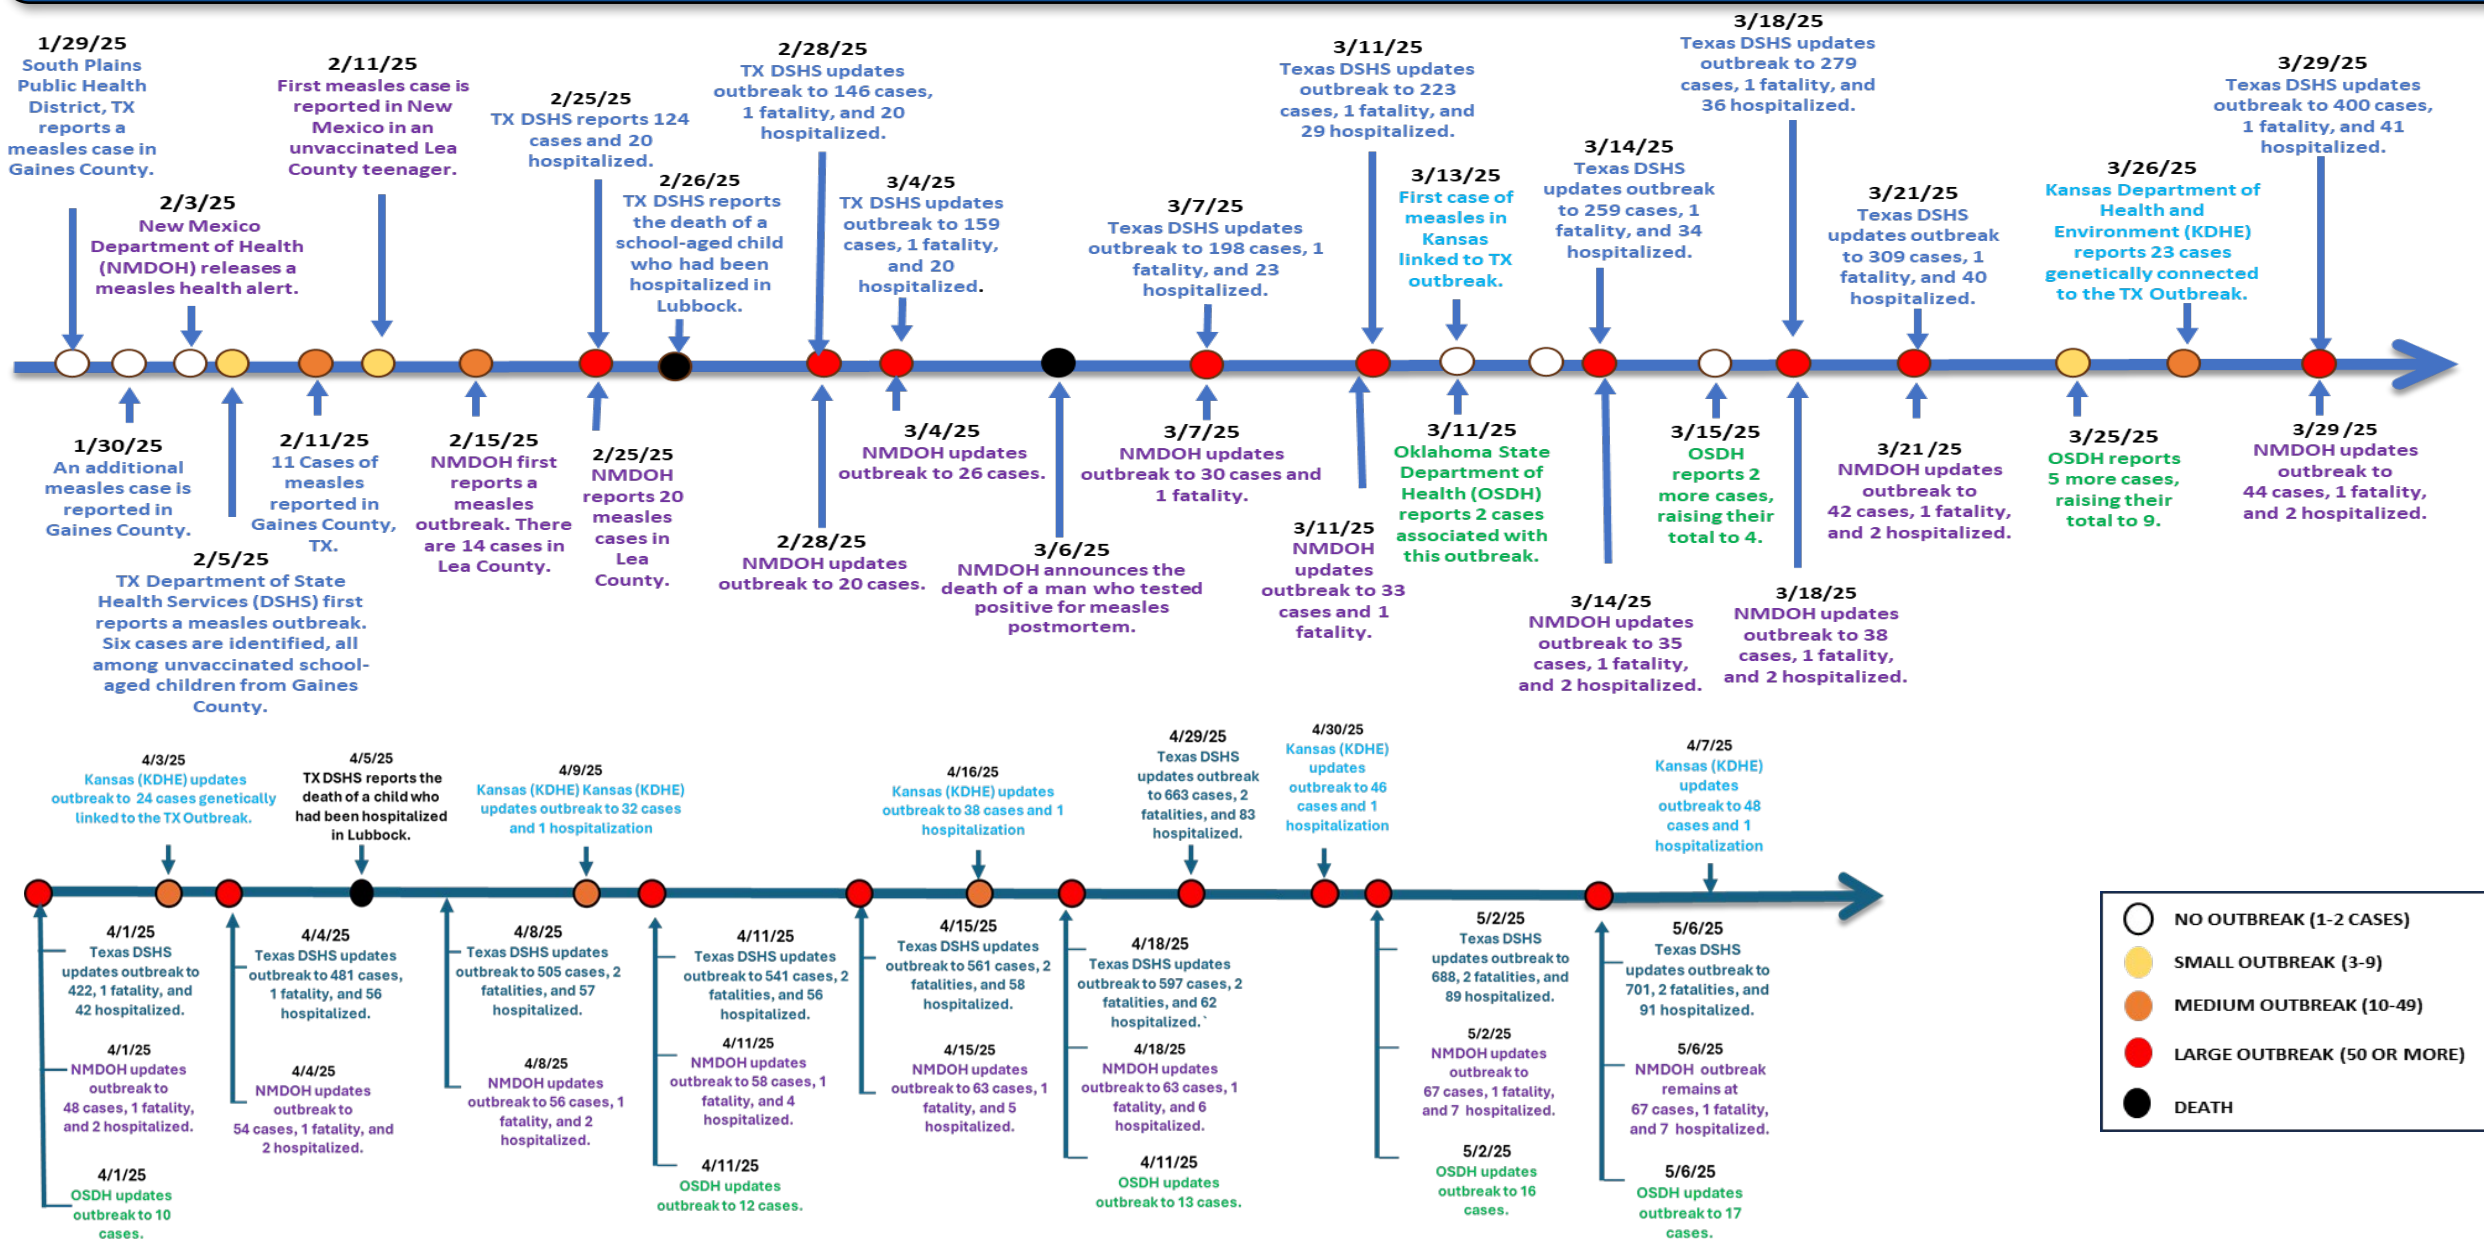 1/29/25
South Plains
Public Health
District, TX
reports a
measles case in
Gaines County.
2/3/25
New Mexico
Department of Health
(NMDOH) releases a
measles health alert.
2/11/25
First measles case is
reported in New
Mexico in an
unvaccinated Lea
County teenager.
2/25/25
TX DSHS reports 124
cases and 20
hospitalized.
2/26/25
TX DSHS reports
the death of a
school-aged child
who had been
hospitalized in
Lubbock.
2/28/25
TX DSHS updates
outbreak to 146 cases,
1 fatality, and 20
hospitalized.
3/4/25
TX DSHS updates
outbreak to 159
cases, 1 fatality,
and 20
hospitalized.
3/7/25
Texas DSHS updates
outbreak to 198 cases, 1
fatality, and 23
hospitalized.
3/11/25
Texas DSHS updates
outbreak to 223
cases, 1 fatality, and
29 hospitalized.
3/13/25
First case of
measles in
Kansas
linked to TX
outbreak.
3/14/25
Texas DSHS
updates outbreak
to 259 cases, 1
fatality, and 34
hospitalized.
3/18/25
Texas DSHS updates
outbreak to 279
cases, 1 fatality, and
36 hospitalized.
3/21/25
Texas DSHS
updates outbreak
to 309 cases, 1
fatality, and 40
hospitalized.
3/26/25
Kansas Department of
Health and
Environment (KDHE)
reports 23 cases
genetically connected
to the TX Outbreak.
3/29/25
Texas DSHS updates
outbreak to 400 cases,
1 fatality, and 41
hospitalized.
1/30/25
An additional
measles case is
reported in
Gaines County.
2/5/25
TX Department of State
Health Services (DSHS) first
reports a measles outbreak.
Six cases are identified, all
among unvaccinated school-
aged children from Gaines
County.
2/11/25
11 Cases of
measles
reported in
Gaines County,
TX.
2/15/25
NMDOH first
reports a
measles
outbreak. There
are 14 cases in
Lea County.
2/25/25
NMDOH
reports 20
measles
cases in
Lea
County.
2/28/25
NMDOH updates
outbreak to 20 cases.
3/4/25
NMDOH updates
outbreak to 26 cases.
3/6/25
NMDOH announces the
death of a man who tested
positive for measles
postmortem.
3/7/25
NMDOH updates
outbreak to 30 cases and
1 fatality.
3/11/25
NMDOH
updates
outbreak to 33
cases and 1
fatality.
3/11/25
Oklahoma State
Department of
Health (OSDH)
reports 2 cases
associated with
this outbreak.
3/14/25
NMDOH updates
outbreak to 35
cases, 1 fatality,
and 2 hospitalized.
3/15/25
OSDH
reports 2
more cases,
raising their
total to 4.
3/18/25
NMDOH updates
outbreak to 38
cases, 1 fatality,
and 2 hospitalized.
3/21/25
NMDOH updates
outbreak to
42 cases, 1 fatality,
and 2 hospitalized.
3/25/25
OSDH reports
5 more cases,
raising their
total to 9.
3/29/25
NMDOH updates
outbreak to
44 cases, 1 fatality,
and 2 hospitalized.
4/3/25
Kansas (KDHE) updates
outbreak to 24 cases genetically
linked to the TX Outbreak.
4/5/25
TX DSHS reports the
death of a child who
had been hospitalized
in Lubbock.
4/9/25
Kansas (KDHE) Kansas (KDHE)
updates outbreak to 32 cases
and 1 hospitalization
4/16/25
Kansas (KDHE) updates
outbreak to 38 cases and 1
hospitalization
4/29/25
Texas DSHS
updates outbreak
to 663 cases, 2
fatalities, and 83
hospitalized.
4/30/25
Kansas (KDHE)
updates
outbreak to 46
cases and 1
hospitalization
4/7/25
Kansas (KDHE)
updates
outbreak to 48
cases and 1
hospitalization
4/1/25
Texas DSHS
updates outbreak to
422, 1 fatality, and
42 hospitalized.
4/1/25
NMDOH updates
outbreak to
48 cases, 1 fatality,
and 2 hospitalized.
4/1/25
OSDH updates
outbreak to 10
cases.
4/4/25
Texas DSHS updates
outbreak to 481 cases,
1 fatality, and 56
hospitalized.
4/4/25
NMDOH updates
outbreak to
54 cases, 1 fatality, and
2 hospitalized.
4/8/25
Texas DSHS updates
outbreak to 505 cases, 2
fatalities, and 57
hospitalized.
4/8/25
NMDOH updates
outbreak to 56 cases, 1
fatality, and 2
hospitalized.
4/11/25
Texas DSHS updates
outbreak to 541 cases, 2
fatalities, and 56
hospitalized.
4/11/25
NMDOH updates
outbreak to 58 cases, 1
fatality, and 4
hospitalized.
4/11/25
OSDH updates
outbreak to 12 cases.
4/15/25
Texas DSHS updates
outbreak to 561 cases, 2
fatalities, and 58
hospitalized.
4/15/25
NMDOH updates
outbreak to 63 cases, 1
fatality, and 5
hospitalized.
4/18/25
Texas DSHS updates
outbreak to 597 cases, 2
fatalities, and 62
hospitalized.`
4/18/25
NMDOH updates
outbreak to 63 cases, 1
fatality, and 6
hospitalized.
4/11/25
OSDH updates
outbreak to 13 cases.
5/2/25
Texas DSHS
updates outbreak to
688, 2 fatalities, and
89 hospitalized.
5/2/25
NMDOH updates
outbreak to
67 cases, 1 fatality,
and 7 hospitalized.
5/2/25
OSDH updates
outbreak to 16
cases.
5/6/25
Texas DSHS
updates outbreak to
701, 2 fatalities, and
91 hospitalized.
5/6/25
NMDOH outbreak
remains at
67 cases, 1 fatality,
and 7 hospitalized.
5/6/25
OSDH updates
outbreak to 17
cases.
NO OUTBREAK (1-2 CASES)
SMALL OUTBREAK (3-9)
MEDIUM OUTBREAK (10-49)
LARGE OUTBREAK (50 OR MORE)
DEATH